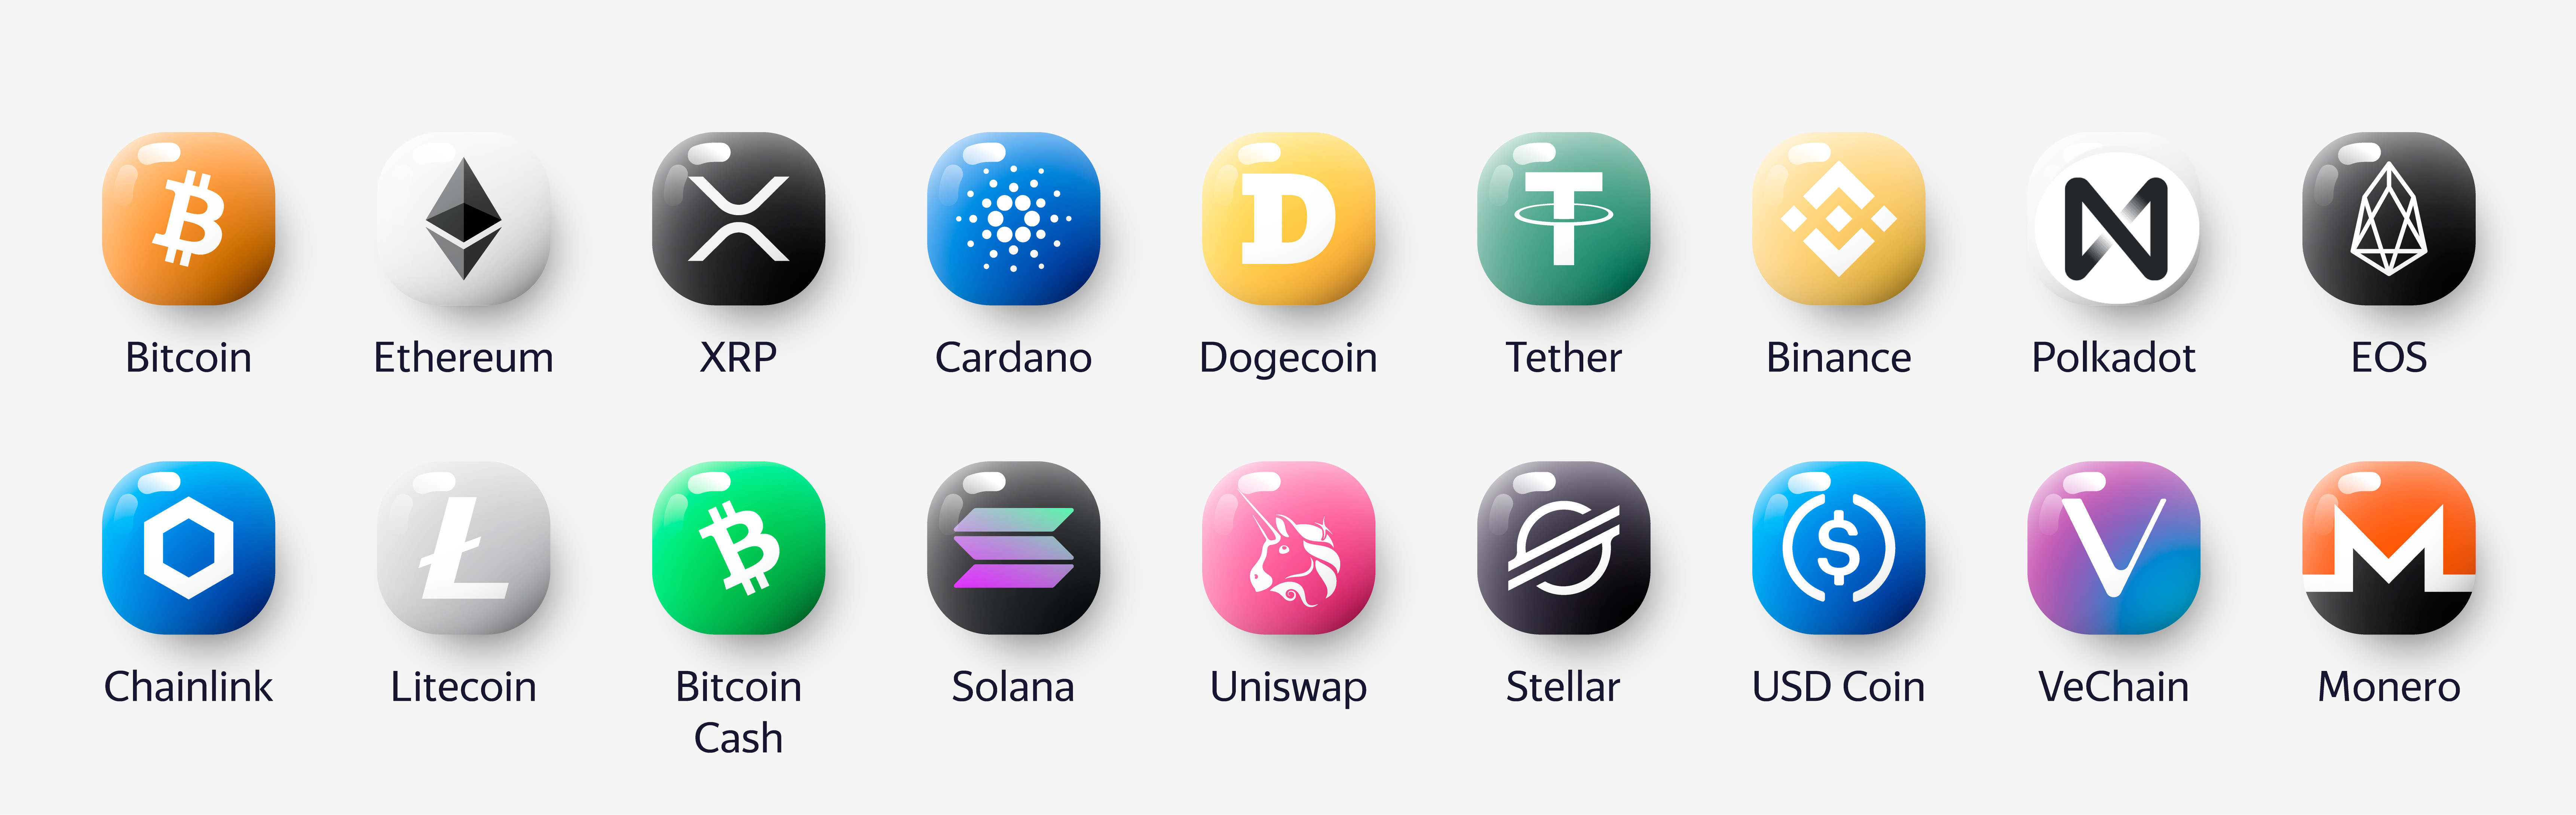 Bitcoin
Ethereum
XRP
Cardano
Dogecoin
Tether
Binance
Polkadot
EOS
Chainlink
Litecoin
Bitcoin
Cash
Solana
Uniswap
Stellar
USD Coin
VeChain
Monero